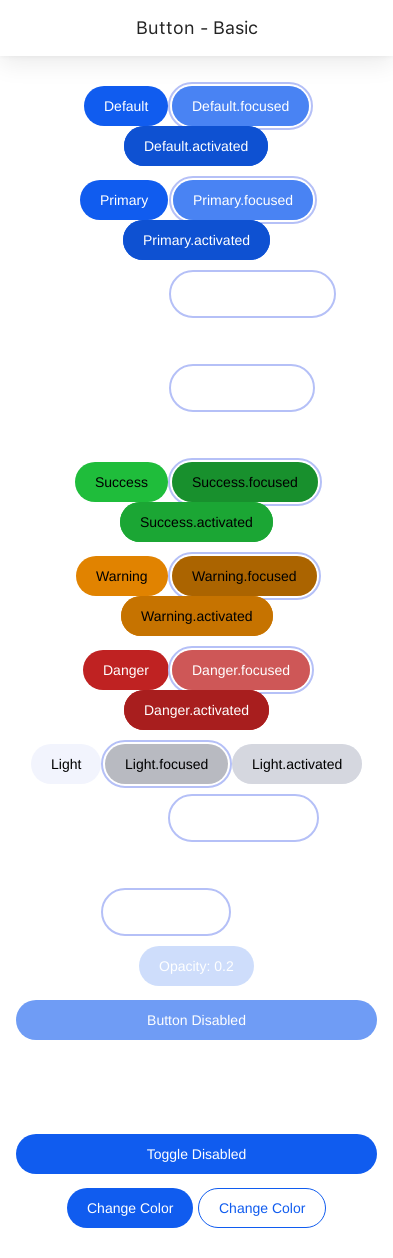 Button - Basic
Default Default.focused
Default.activated
Primary Primary.focused
Primary.activated
Success Success.focused
Success.activated
Warning Warning.focused
Warning.activated
Danger Danger.focused
Danger.activated
Light Light.focused Light.activated
Opacity: 0.2
Button Disabled
Toggle Disabled
Change Color Change Color